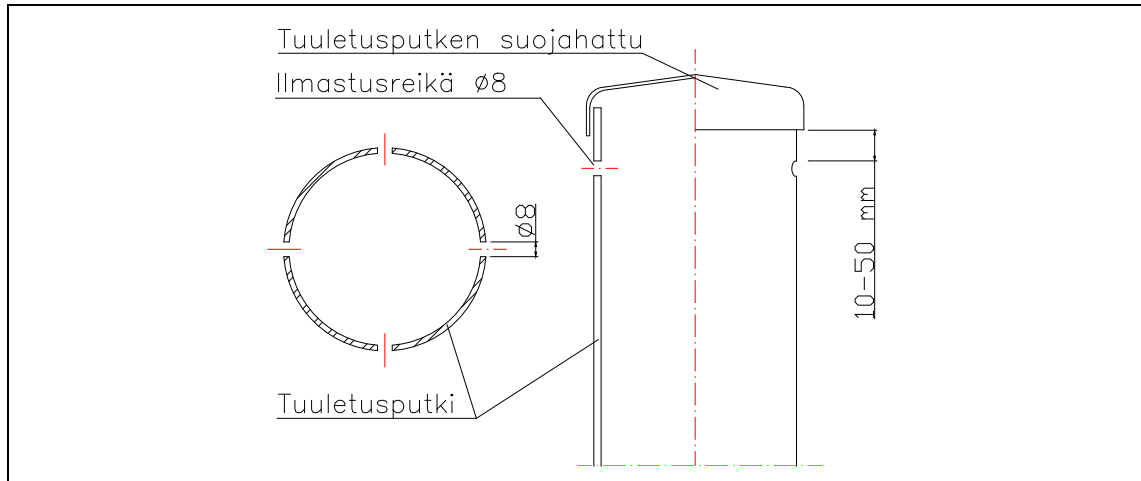 Tuuletusputken suojahattu
Ilmastusreikä Ø8
Ø8
10-50 mm
Tuuletusputki